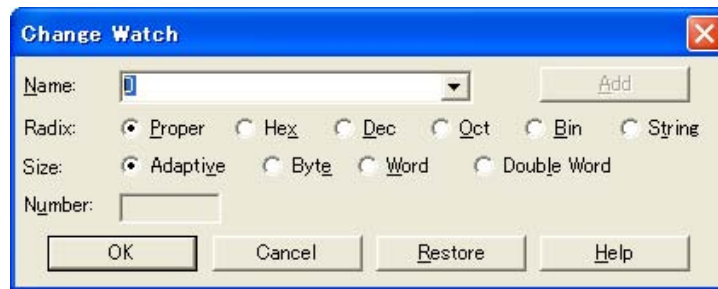 Change Watch
Name: Add
Radix: Proper Hex Dec Oct Bin String
Size: Adaptive Byte Word Double Word
Number:
OK Cancel Restore Help